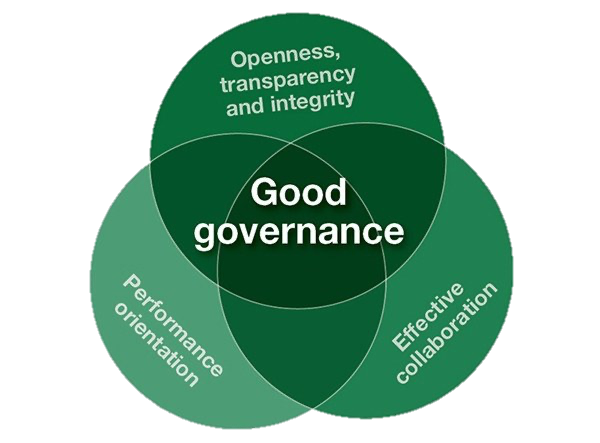 Openness,
transparency
and integrity
Good
governance
Performance
orientation
Effective
collaboration